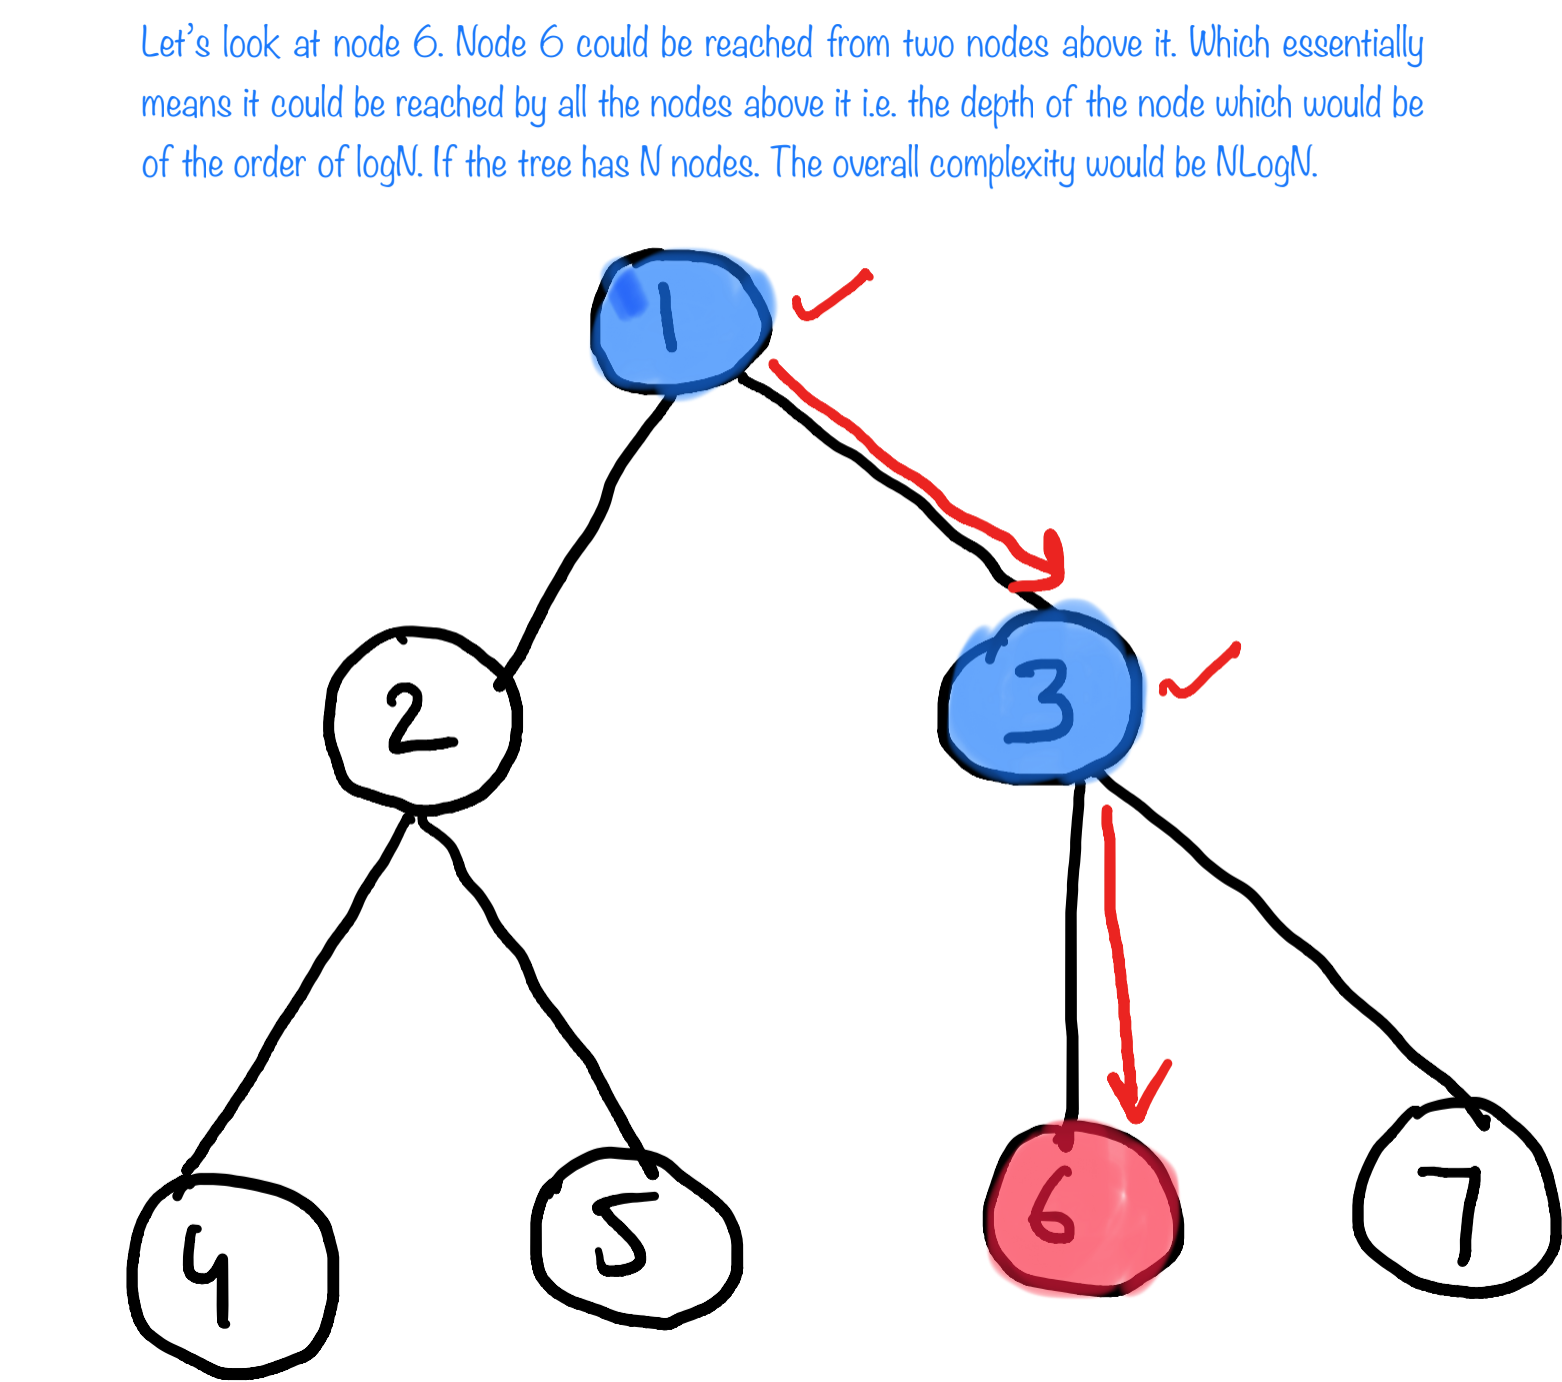 Let's look at node 6. Node 6 could be reached from two nodes above it. Which essentially
means it could be reached by all the nodes above it i.e. the depth of the node which would be
of the order of logN. If the tree has N nodes. The overall complexity would be NLogN.
1
2
3
4
5
6
7